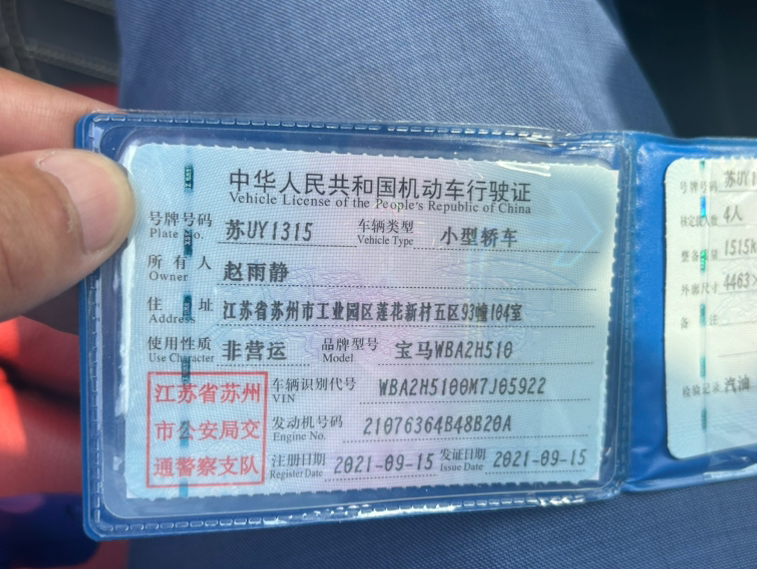 中华人民共和国机动车行驶证
Vehicle License of the People's Republic of China
号牌号码 苏UY1315 车辆类型 小型轿车
Plate No. Vehicle Type
所有人 赵雨静
Owner
住址 江苏省苏州市工业园区莲花新村五区93幢104室
Address
使用性质 非营运 品牌型号 宝马WBA2H510
Use Character Model
江苏省苏州
市公安局交
通警察支队
车辆识别代号 WBA2H5100M7J05922
VIN
发动机号码 21076364B48B20A
Engine No.
注册日期 2021-09-15 发证日期 2021-09-15
Register Date Issue Date
号牌号码 苏UY1
核定载人数 4人
整备质量 1515k
外廓尺寸 4463×
备注
检验记录 汽油